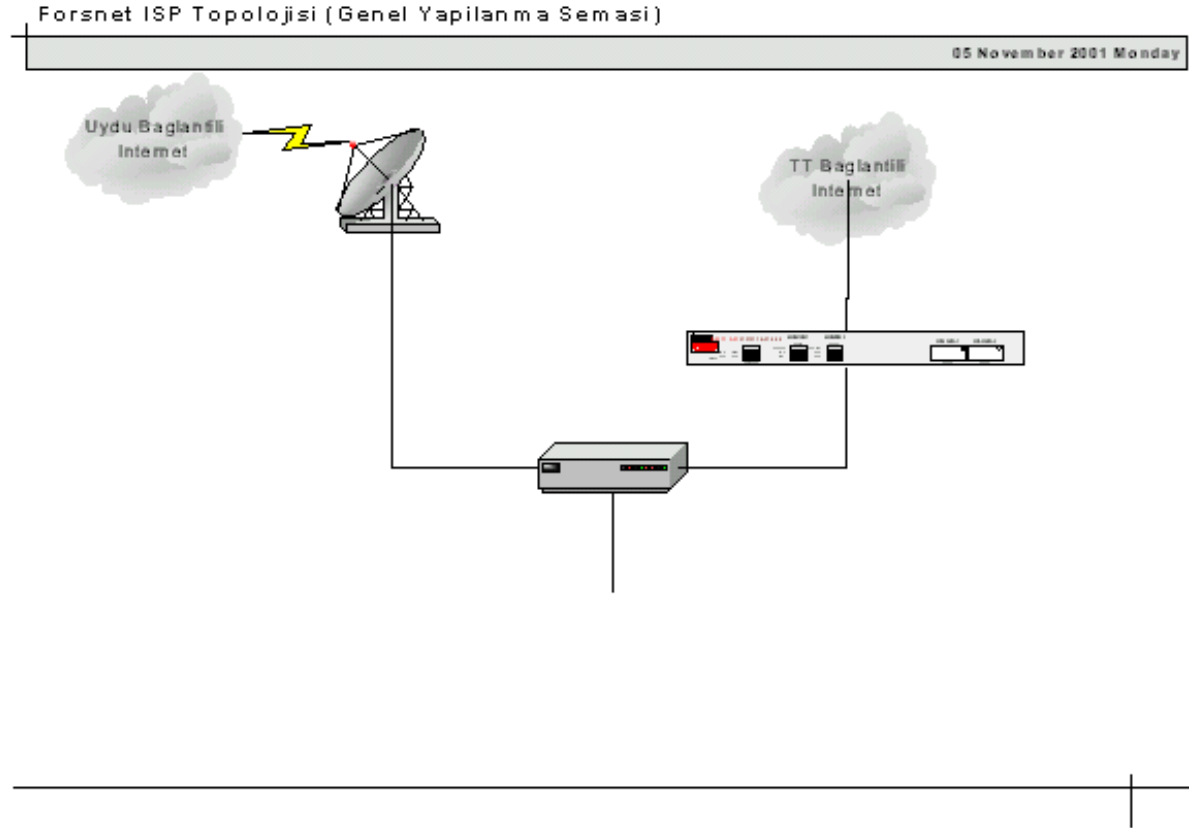 Forsnet ISP Topolojisi (Genel Yapilanma Semasi)
05 November 2001 Monday
Uydu Baglantili
Internet
TT Baglantili
Internet